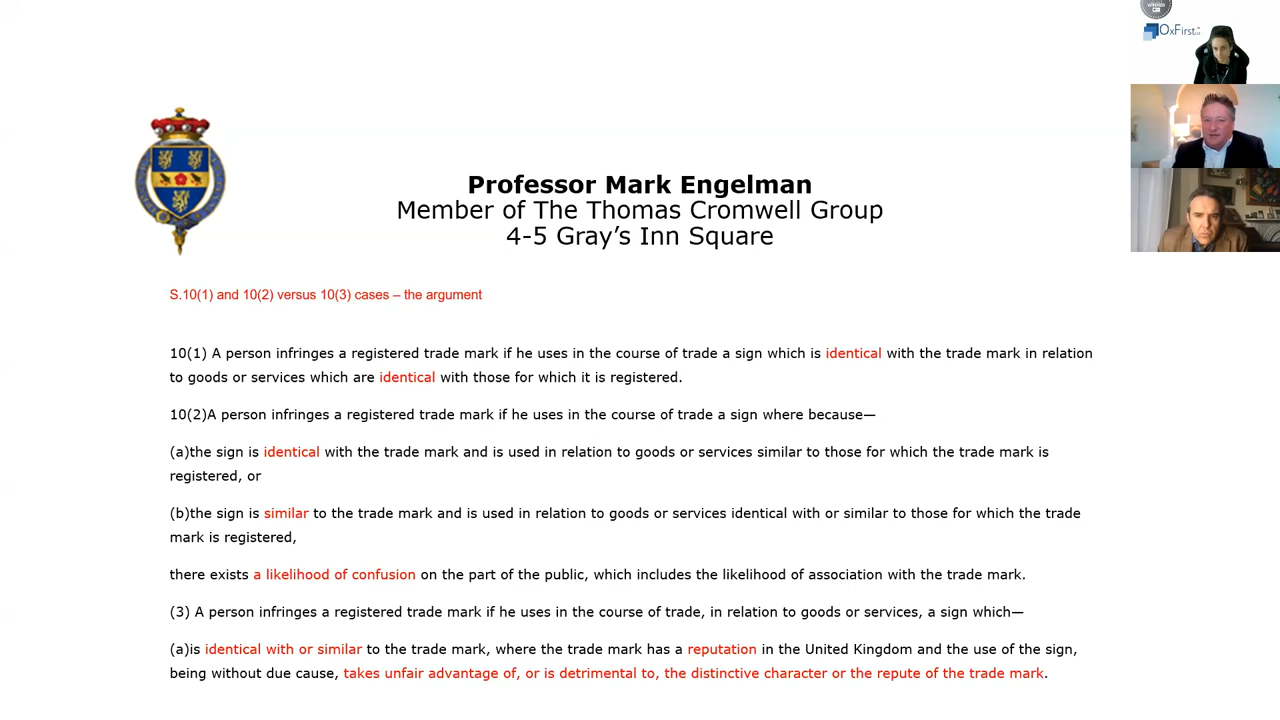 WINNER
OxFirst
Professor Mark Engelman
Member of The Thomas Cromwell Group
4-5 Gray's Inn Square
S.10(1) and 10(2) versus 10(3) cases – the argument
10(1) A person infringes a registered trade mark if he uses in the course of trade a sign which is identical with the trade mark in relation
to goods or services which are identical with those for which it is registered.
10(2)A person infringes a registered trade mark if he uses in the course of trade a sign where because—
(a)the sign is identical with the trade mark and is used in relation to goods or services similar to those for which the trade mark is
registered, or
(b)the sign is similar to the trade mark and is used in relation to goods or services identical with or similar to those for which the trade
mark is registered,
there exists a likelihood of confusion on the part of the public, which includes the likelihood of association with the trade mark.
(3) A person infringes a registered trade mark if he uses in the course of trade, in relation to goods or services, a sign which—
(a)is identical with or similar to the trade mark, where the trade mark has a reputation in the United Kingdom and the use of the sign,
being without due cause, takes unfair advantage of, or is detrimental to, the distinctive character or the repute of the trade mark.